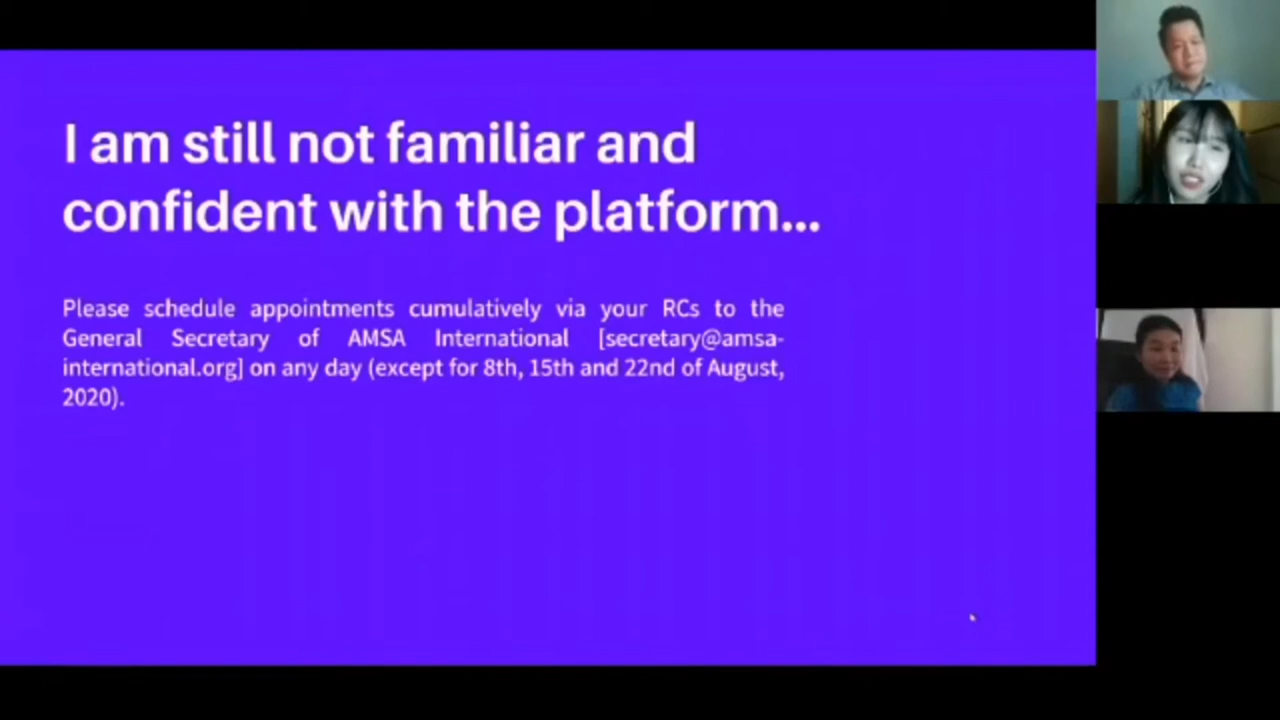 I am still not familiar and
confident with the platform...
Please schedule appointments cumulatively via your RCs to the
General Secretary of AMSA International [secretary@amsa-
international.org] on any day (except for 8th, 15th and 22nd of August,
2020).